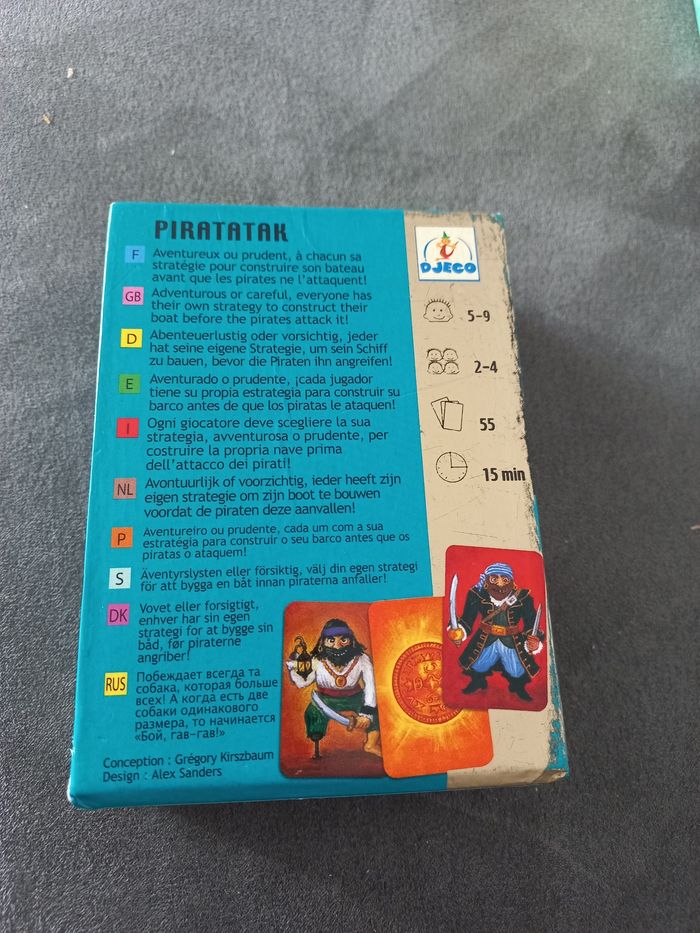 PIRATATAK
F
Aventureux ou prudent, à chacun sa
stratégie pour construire son bateau
avant que les pirates ne l'attaquent!
GB
Adventurous or careful, everyone has
their own strategy to construct their
boat before the pirates attack it!
D
Abenteuerlustig oder vorsichtig, jeder
hat seine eigene Strategie, um sein Schiff
zu bauen, bevor die Piraten ihn angreifen!
E
Aventurado o prudente, ¡cada jugador
tiene su propia estrategia para construir su
barco antes de que los piratas le ataquen!
I
Ogni giocatore deve scegliere la sua
strategia, avventurosa o prudente, per
costruire la propria nave prima
dell'attacco dei pirati!
NL
Avontuurlijk of voorzichtig, ieder heeft zijn
eigen strategie om zijn boot te bouwen
voordat de piraten deze aanvallen!
P
Aventureiro ou prudente, cada um com a sua
estratégia para construir o seu barco antes que os
piratas o ataquem!
S
Äventyrslysten eller försiktig, välj din egen strategi
för att bygga en båt innan piraterna anfaller!
DK
Vovet eller forsigtigt,
enhver har sin egen
strategi for at bygge sin
båd, før piraterne
angriber!
RUS
Побеждает всегда та
собака, которая больше
всех! А когда есть две
собаки одинакового
размера, то начинается
«Бой, гав-гав!»
Conception : Grégory Kirszbaum
Design : Alex Sanders
DJECO
5-9
2-4
55
15 min